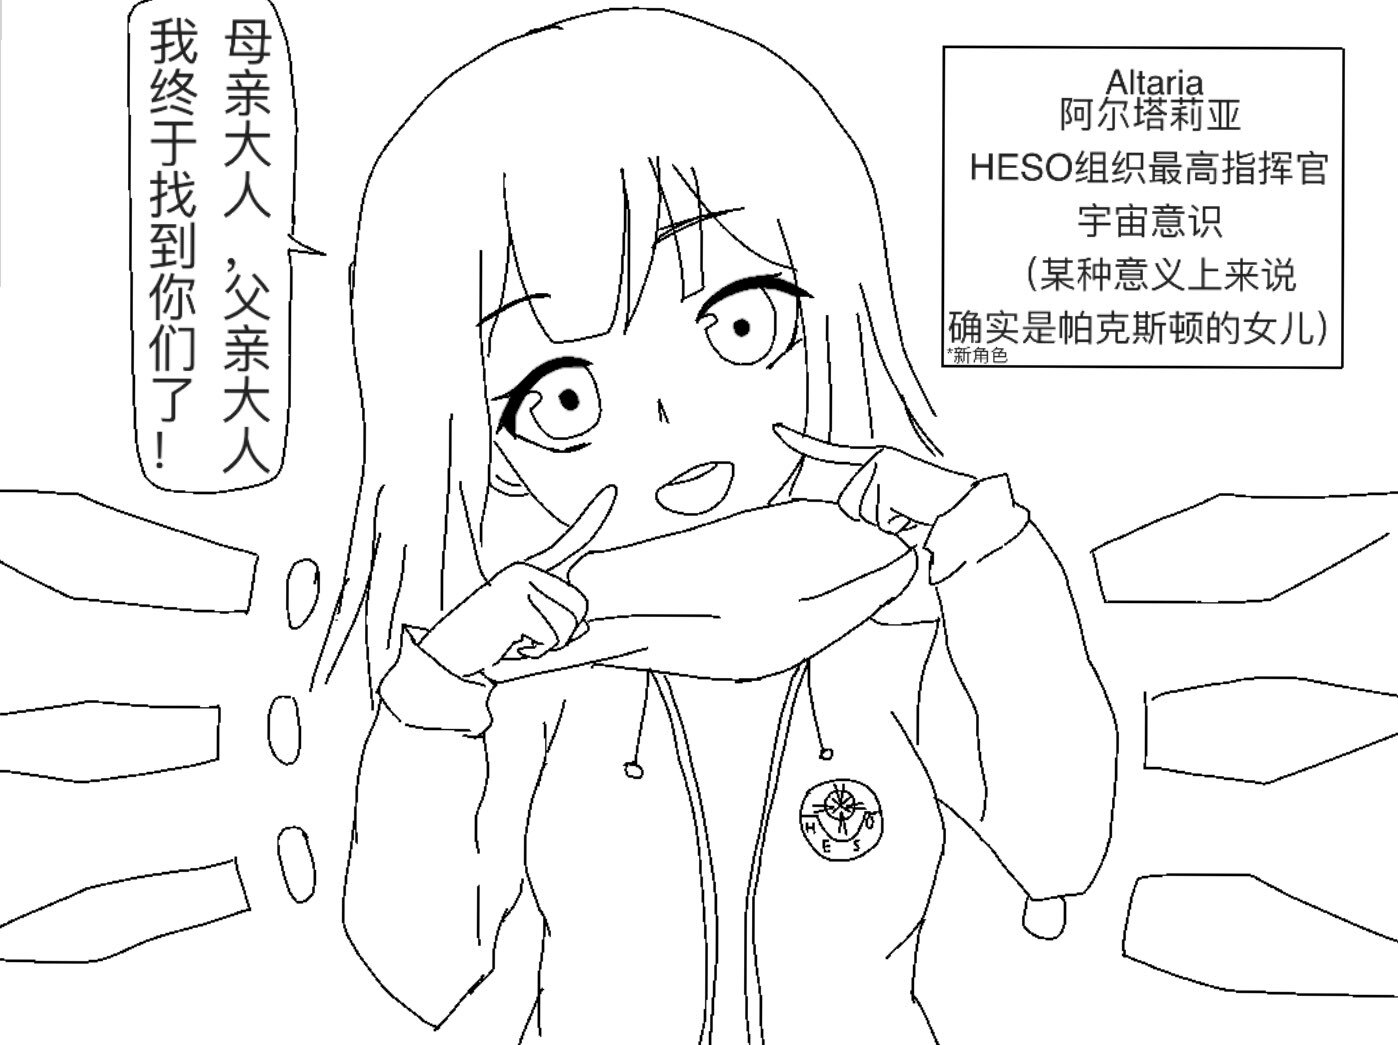 母亲大人，父亲大人
我终于找到你们了！
Altaria
阿尔塔莉亚
HESO组织最高指挥官
宇宙意识
（某种意义上来说
确实是帕克斯顿的女儿）
*新角色
HESO